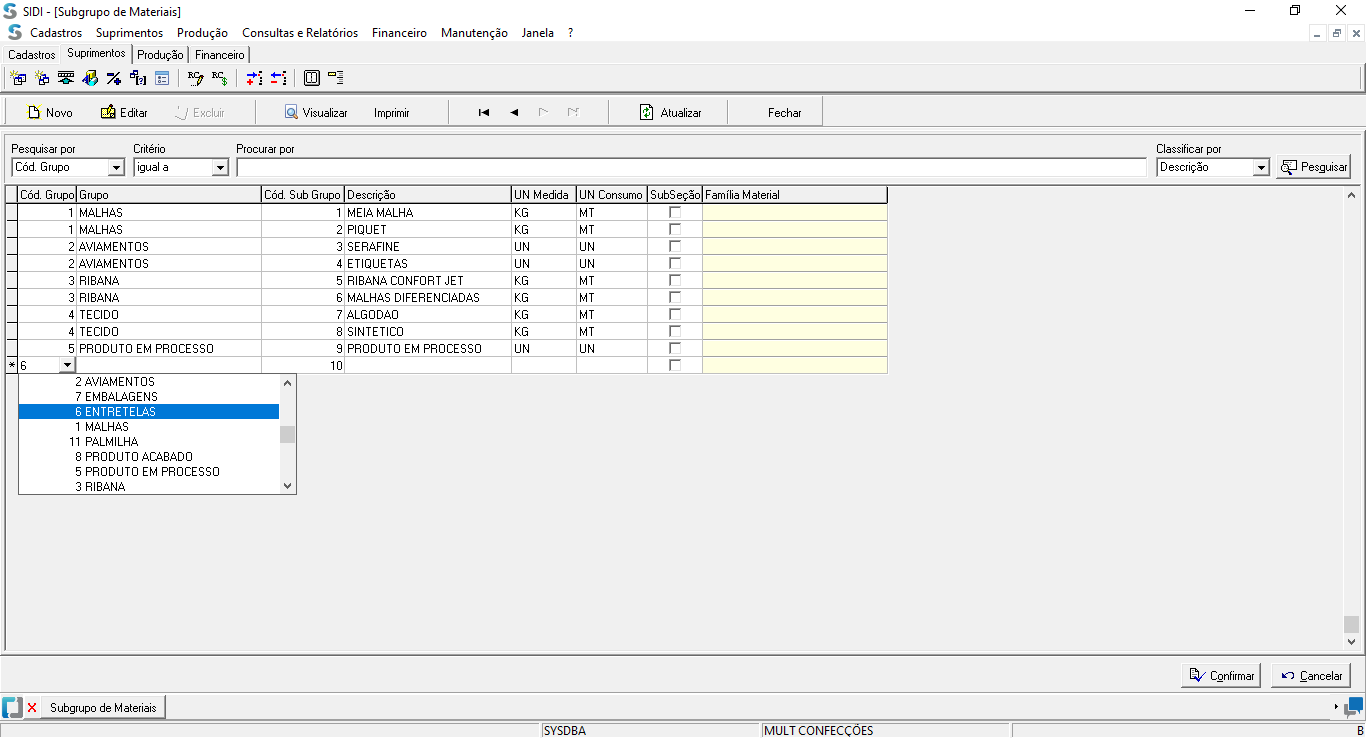 SIDI - [Subgrupo de Materiais]
Cadastros Suprimentos Produção Consultas e Relatórios Financeiro Manutenção Janela ?
Cadastros Suprimentos Produção Financeiro
Novo Editar Excluir Visualizar Imprimir Atualizar Fechar
Pesquisar por Critério Procurar por Classificar por
Cód. Grupo igual a Descrição Pesquisar
Cód. Grupo Grupo Cód. Sub Grupo Descrição UN Medida UN Consumo SubSeção Família Material
1 MALHAS 1 MEIA MALHA KG MT
1 MALHAS 2 PIQUET KG MT
2 AVIAMENTOS 3 SERAFINE UN UN
2 AVIAMENTOS 4 ETIQUETAS UN UN
3 RIBANA 5 RIBANA CONFORT JET KG MT
3 RIBANA 6 MALHAS DIFERENCIADAS KG MT
4 TECIDO 7 ALGODAO KG MT
4 TECIDO 8 SINTETICO KG MT
5 PRODUTO EM PROCESSO 9 PRODUTO EM PROCESSO UN UN
* 6 10
2 AVIAMENTOS
7 EMBALAGENS
6 ENTRETELAS
1 MALHAS
11 PALMILHA
8 PRODUTO ACABADO
5 PRODUTO EM PROCESSO
3 RIBANA
Confirmar Cancelar
Subgrupo de Materiais
SYSDBA MULT CONFECÇÕES B